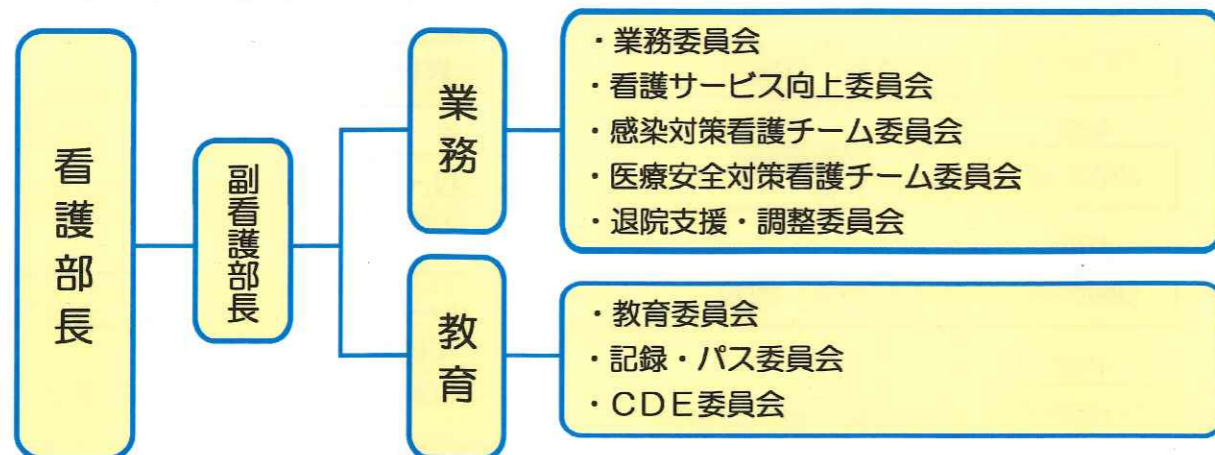 看護部長
副看護部長
業務
・業務委員会
・看護サービス向上委員会
・感染対策看護チーム委員会
・医療安全対策看護チーム委員会
・退院支援・調整委員会
教育
・教育委員会
・記録・パス委員会
・ＣＤＥ委員会